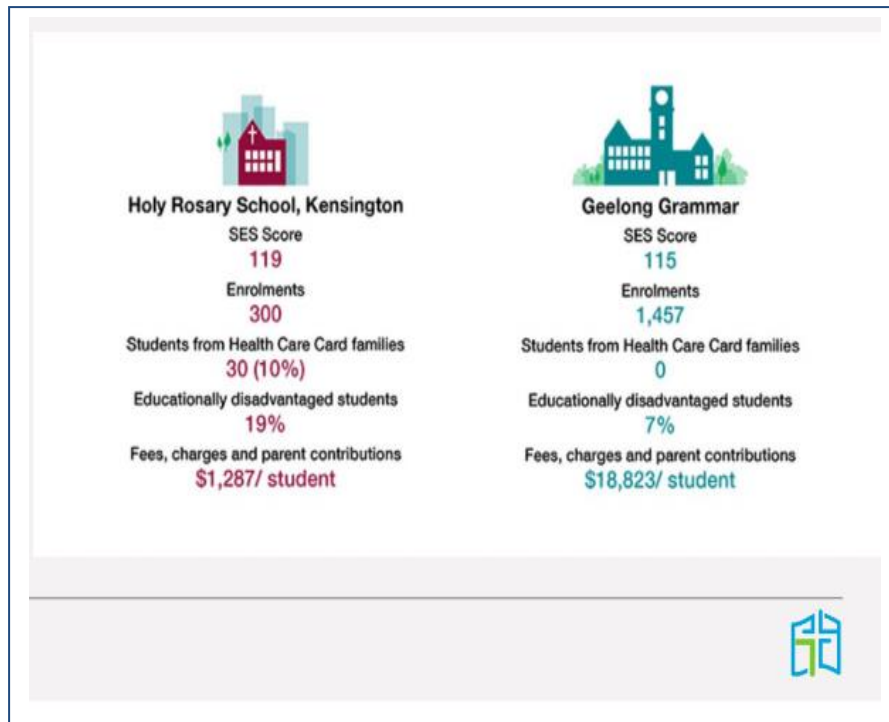 Holy Rosary School, Kensington
SES Score
119
Enrolments
300
Students from Health Care Card families
30 (10%)
Educationally disadvantaged students
19%
Fees, charges and parent contributions
$1,287/ student
Geelong Grammar
SES Score
115
Enrolments
1,457
Students from Health Care Card families
0
Educationally disadvantaged students
7%
Fees, charges and parent contributions
$18,823/ student